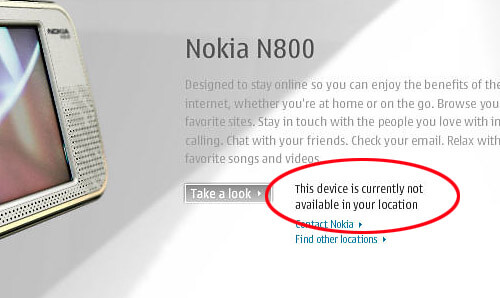 NOKIA
N800
Nokia N800
Designed to stay online so you can enjoy the benefits of the
internet, whether you're at home or on the go. Browse you
favorite sites. Stay in touch with the people you love with in
calling. Chat with your friends. Check your email. Relax with
favorite songs and videos.
Take a look
This device is currently not
available in your location
Contact Nokia
Find other locations